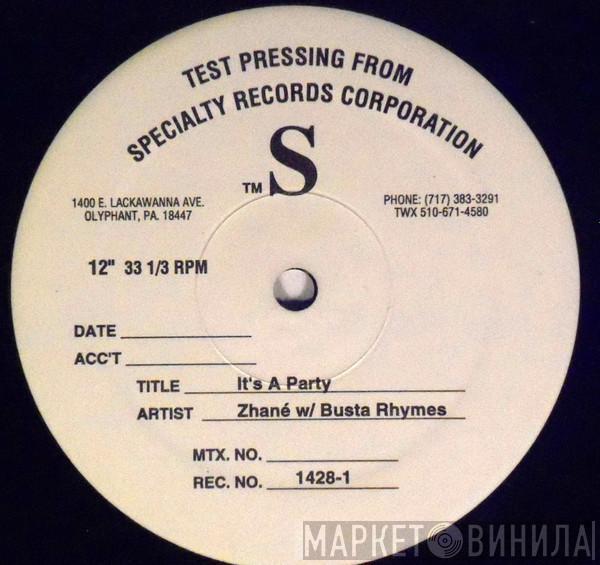 TEST PRESSING FROM
SPECIALTY RECORDS CORPORATION
TM S
1400 E. LACKAWANNA AVE.
OLYPHANT, PA. 18447
PHONE: (717) 383-3291
TWX 510-671-4580
12" 33 1/3 RPM
DATE
ACC'T
TITLE It's A Party
ARTIST Zhané w/ Busta Rhymes
MTX. NO.
REC. NO. 1428-1
МАРКЕТ ВИНИЛА